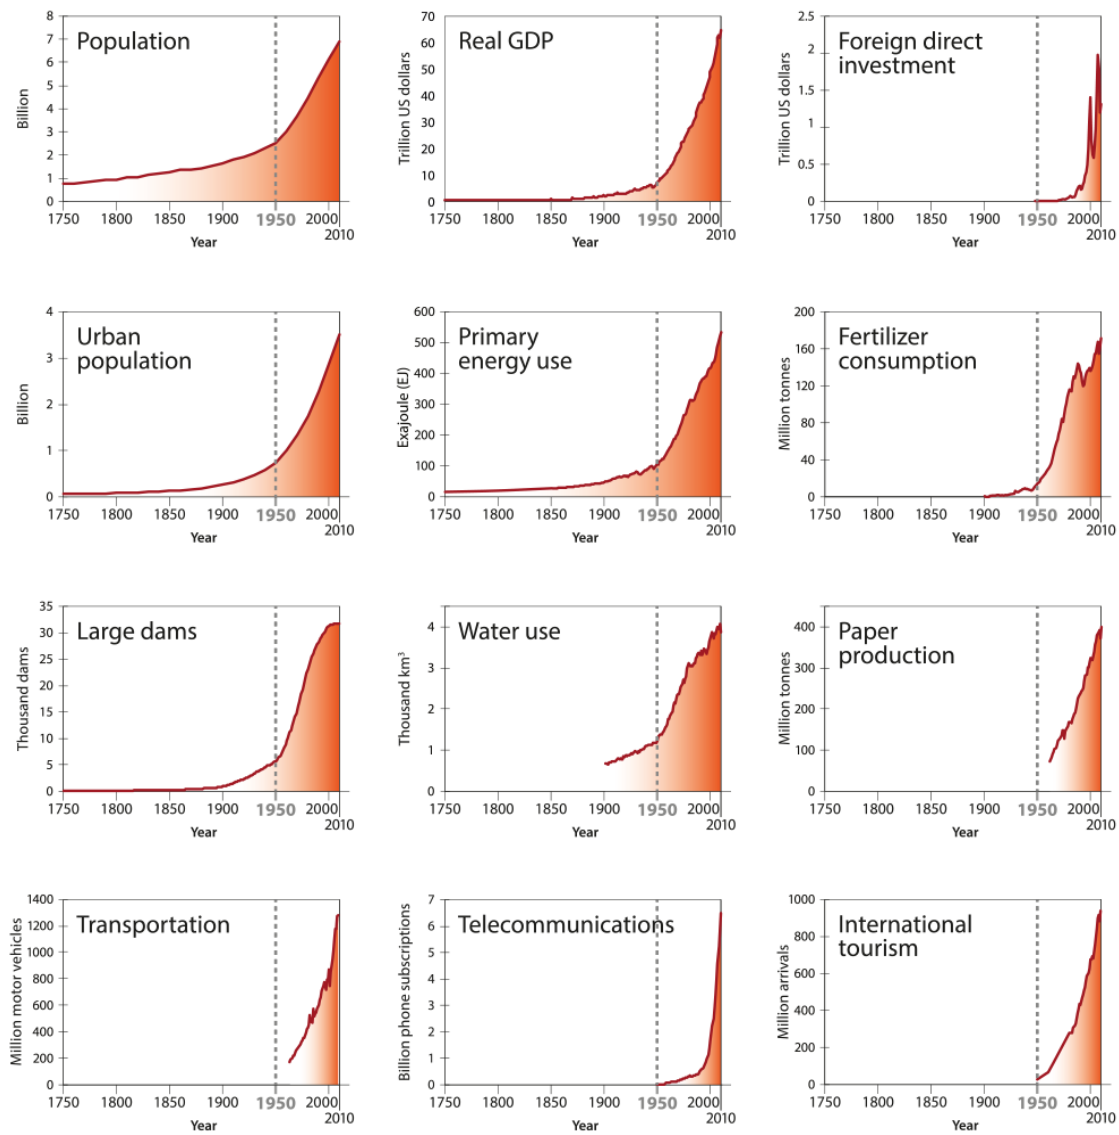 Population
Billion
8
7
6
5
4
3
2
1
0
1750 1800 1850 1900 1950 2000
2010
Year
Real GDP
Trillion US dollars
70
60
50
40
30
20
10
0
1750 1800 1850 1900 1950 2000
2010
Year
Foreign direct
investment
Trillion US dollars
2.5
2
1.5
1
0.5
0
1750 1800 1850 1900 1950 2000
2010
Year
Urban
population
Billion
4
3
2
1
0
1750 1800 1850 1900 1950 2000
2010
Year
Primary
energy use
Exajoule (EJ)
600
500
400
300
200
100
0
1750 1800 1850 1900 1950 2000
2010
Year
Fertilizer
consumption
Million tonnes
200
160
120
80
40
0
1750 1800 1850 1900 1950 2000
2010
Year
Large dams
Thousand dams
35
30
25
20
15
10
5
0
1750 1800 1850 1900 1950 2000
2010
Year
Water use
Thousand km³
4
3
2
1
0
1750 1800 1850 1900 1950 2000
2010
Year
Paper
production
Million tonnes
400
300
200
100
0
1750 1800 1850 1900 1950 2000
2010
Year
Transportation
Million motor vehicles
1400
1200
1000
800
600
400
200
0
1750 1800 1850 1900 1950 2000
2010
Year
Telecommunications
Billion phone subscriptions
7
6
5
4
3
2
1
0
1750 1800 1850 1900 1950 2000
2010
Year
International
tourism
Million arrivals
1000
800
600
400
200
0
1750 1800 1850 1900 1950 2000
2010
Year